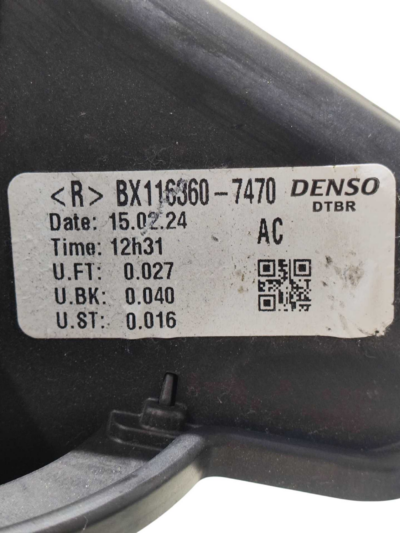 <R> BX116360-7470 DENSO
DTBR
Date: 15.02.24 AC
Time: 12h31
U.FT: 0.027
U.BK: 0.040
U.ST: 0.016